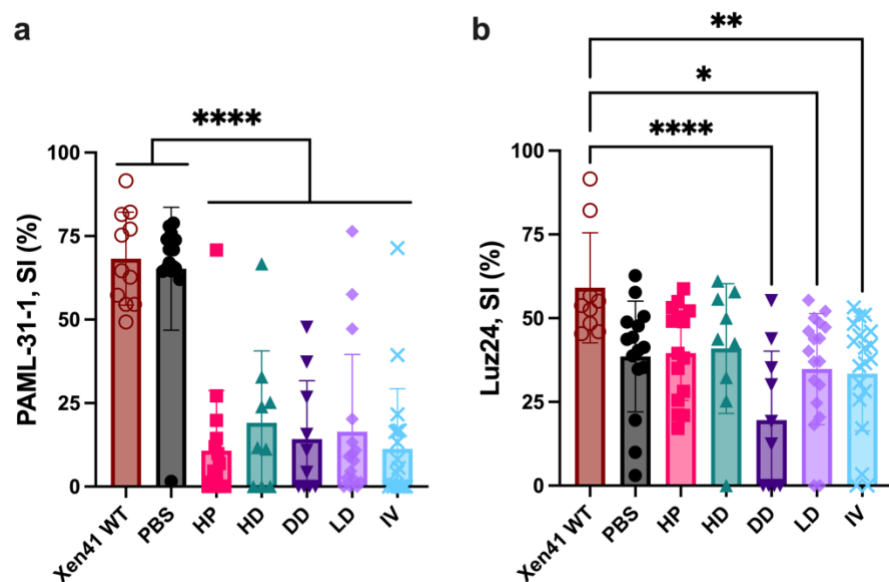 a
****
PAML-31-1, SI (%)
100
75
50
25
0
Xen41 WT
PBS
HP
HD
DD
LD
IV
b
**
*
****
Luz24, SI (%)
100
75
50
25
0
Xen41 WT
PBS
HP
HD
DD
LD
IV